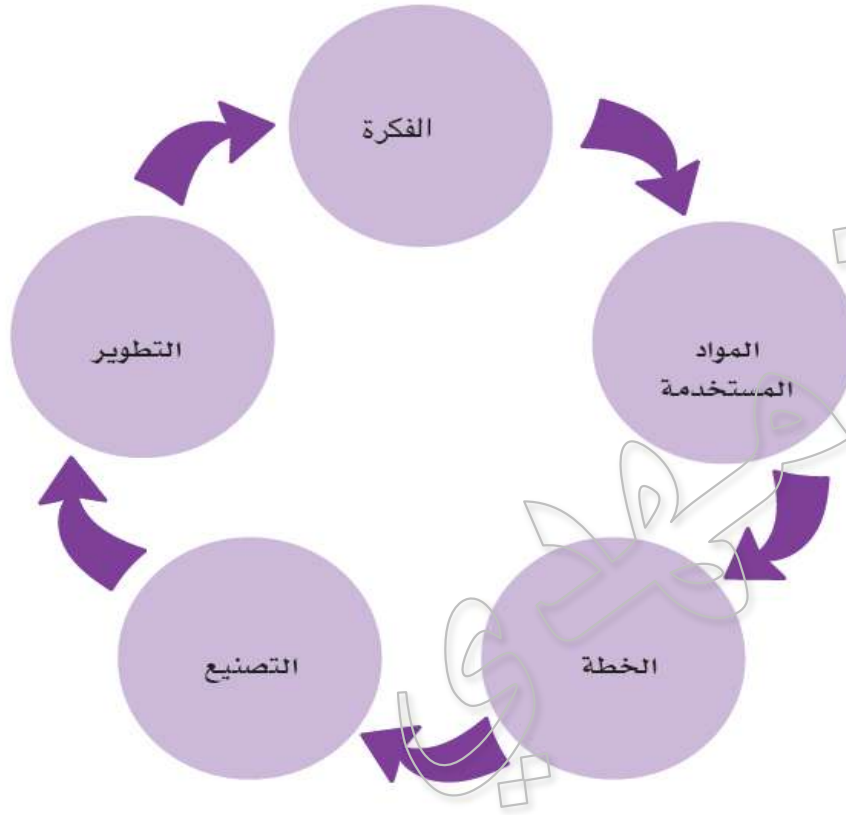 الفكرة
المواد
المستخدمة
الخطة
التصنيع
التطوير